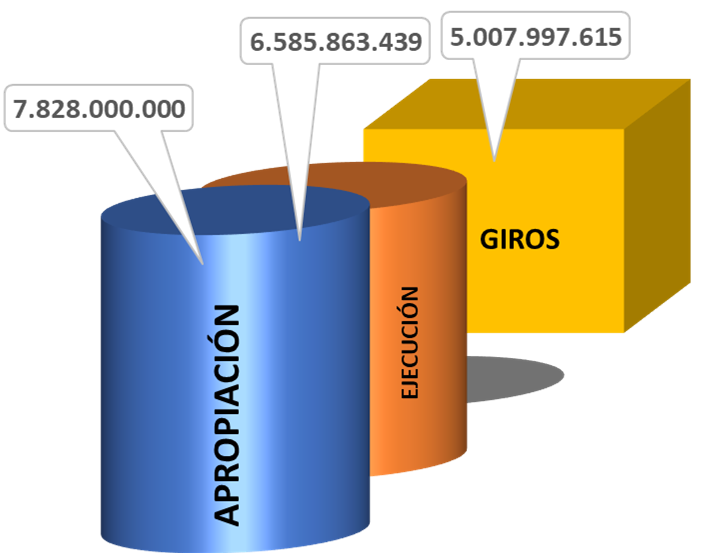 6.585.863.439
5.007.997.615
7.828.000.000
GIROS
EJECUCIÓN
APROPIACIÓN